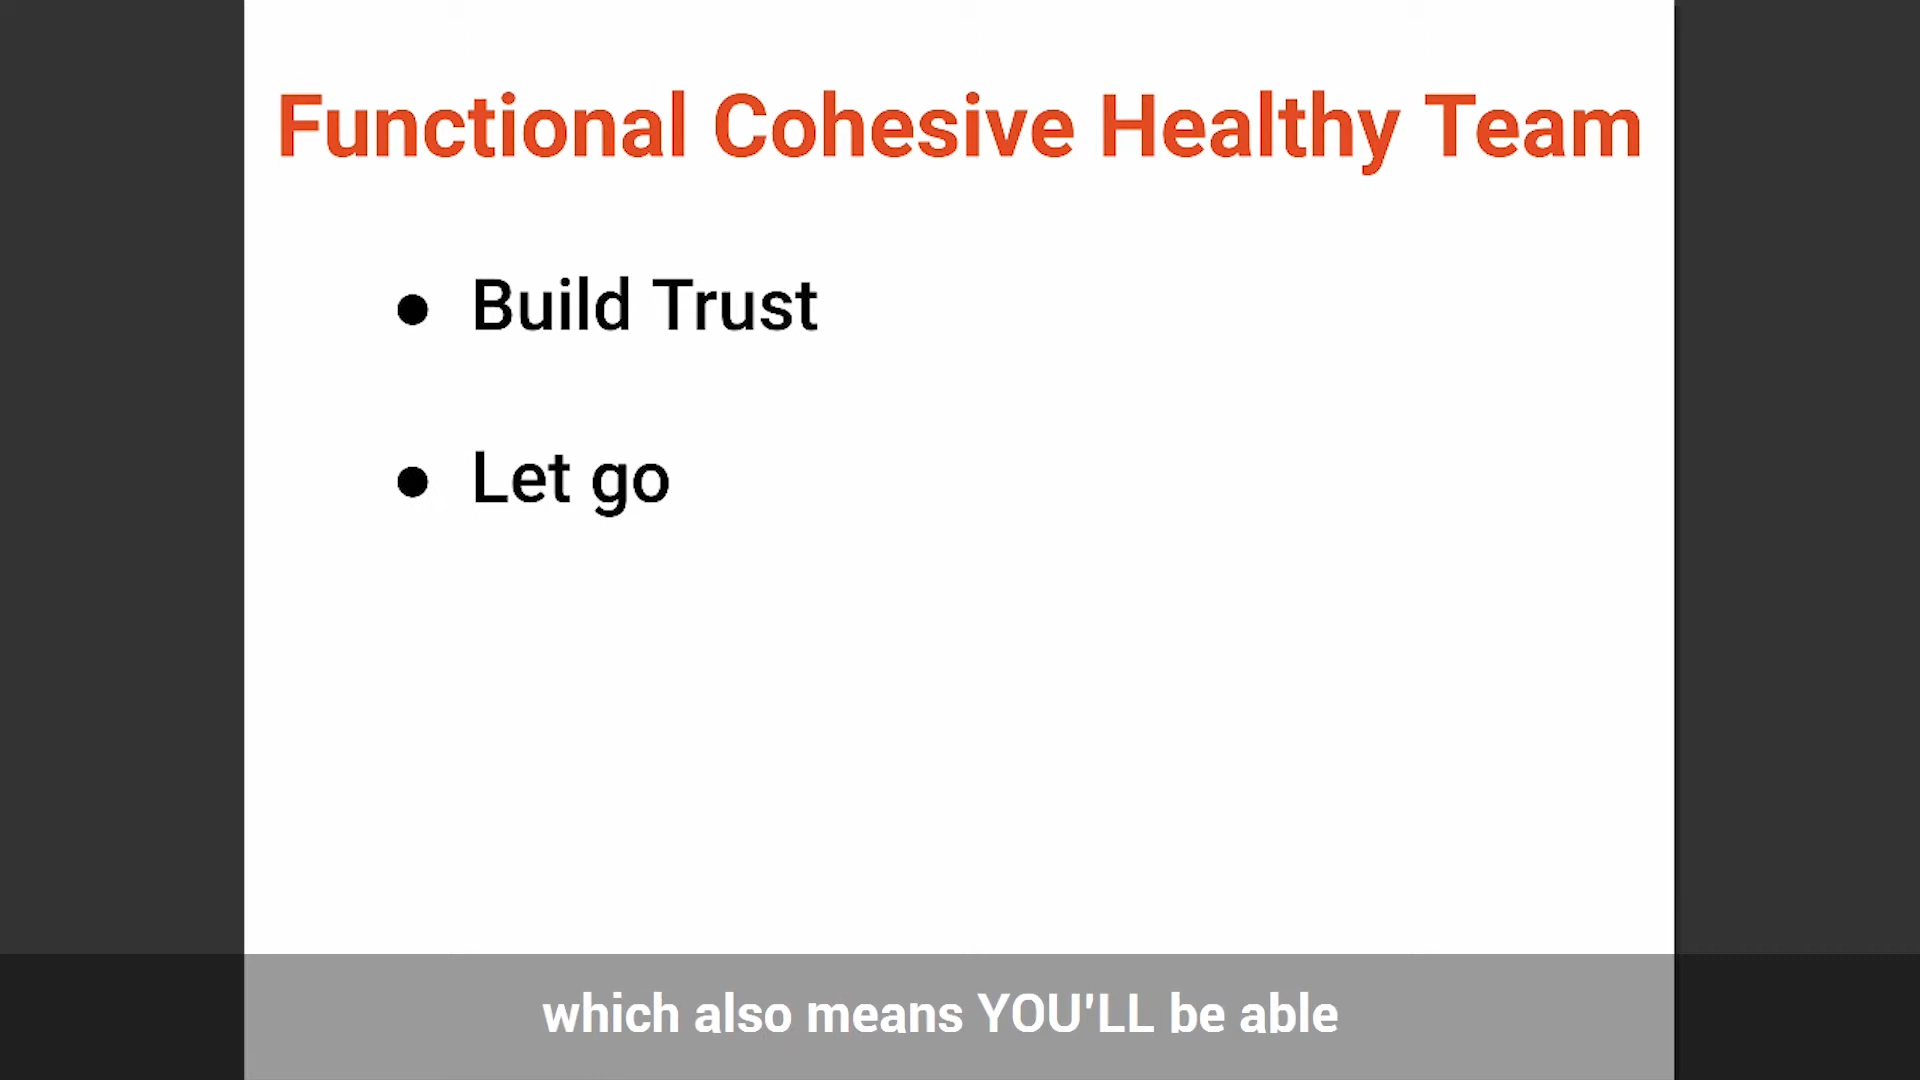 Functional Cohesive Healthy Team
● Build Trust
● Let go
which also means YOU'LL be able